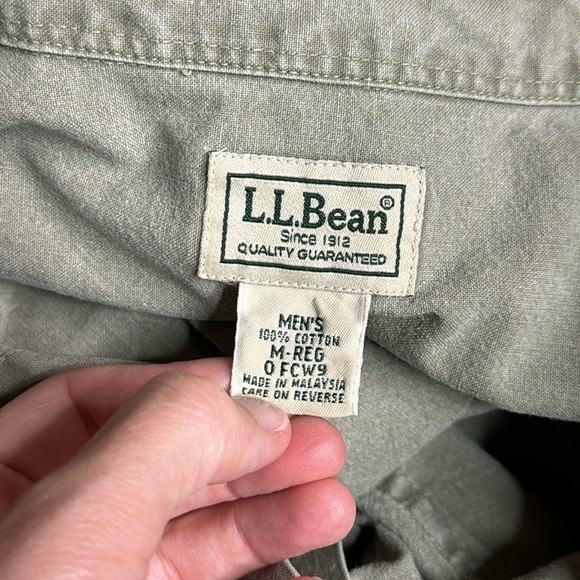 L.L.Bean®
Since 1912
QUALITY GUARANTEED
MEN'S
100% COTTON
M-REG
0 FCW9
MADE IN MALAYSIA
CARE ON REVERSE